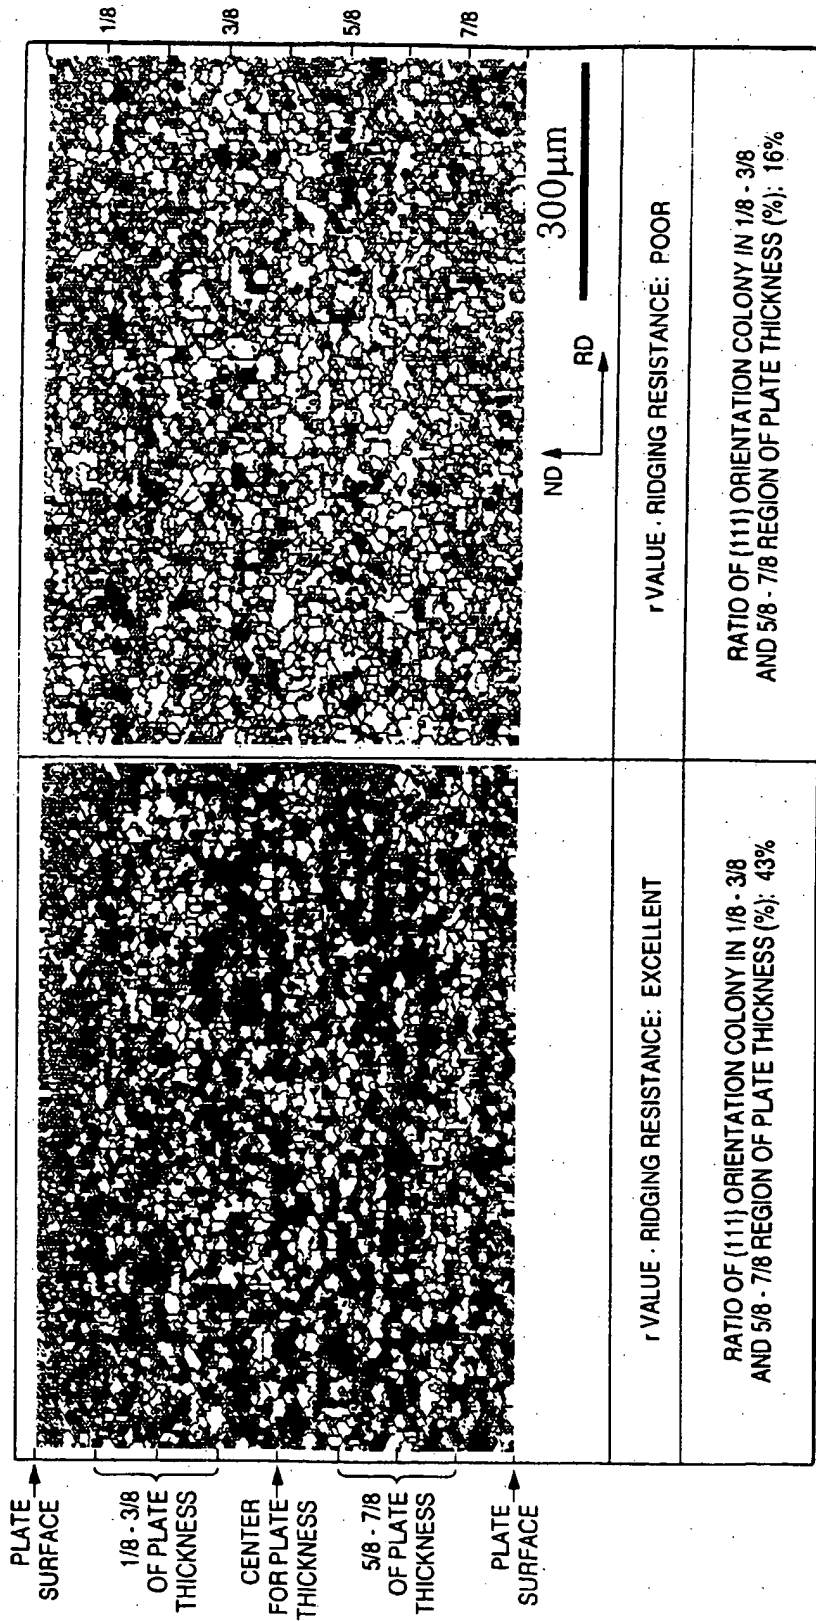 PLATE
SURFACE
1/8 - 3/8
OF PLATE
THICKNESS
CENTER
FOR PLATE
THICKNESS
5/8 - 7/8
OF PLATE
THICKNESS
PLATE
SURFACE
1/8
3/8
5/8
7/8
ND
RD
300μm
r VALUE · RIDGING RESISTANCE: EXCELLENT
r VALUE · RIDGING RESISTANCE: POOR
RATIO OF {111} ORIENTATION COLONY IN 1/8 - 3/8
AND 5/8 - 7/8 REGION OF PLATE THICKNESS (%): 43%
RATIO OF {111} ORIENTATION COLONY IN 1/8 - 3/8
AND 5/8 - 7/8 REGION OF PLATE THICKNESS (%): 16%